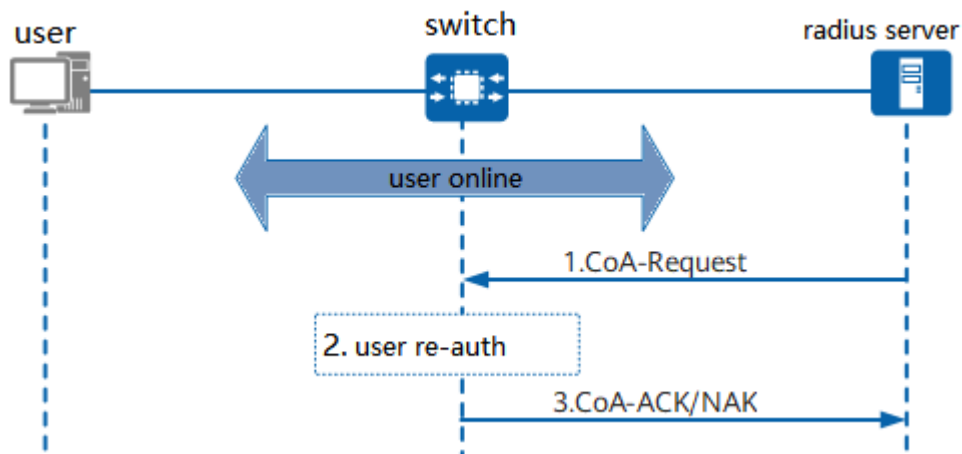 user
switch
radius server
user online
1.CoA-Request
2. user re-auth
3.CoA-ACK/NAK